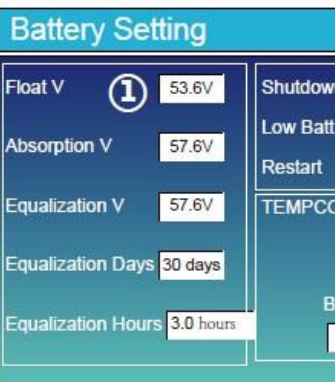 Battery Setting
Float V ① 53.6V
Absorption V 57.6V
Equalization V 57.6V
Equalization Days 30 days
Equalization Hours 3.0 hours
Shutdow
Low Batt
Restart
TEMPCO
B